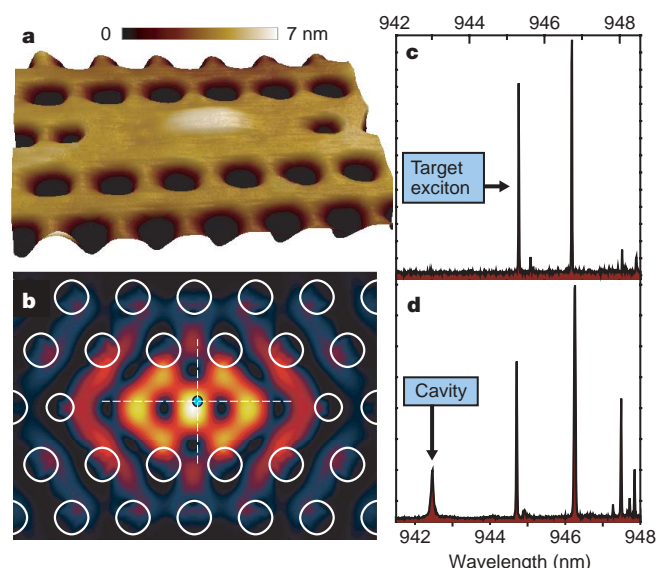 a
0 7 nm
b
942 944 946 948
c
Target
exciton
d
Cavity
942 944 946 948
Wavelength (nm)